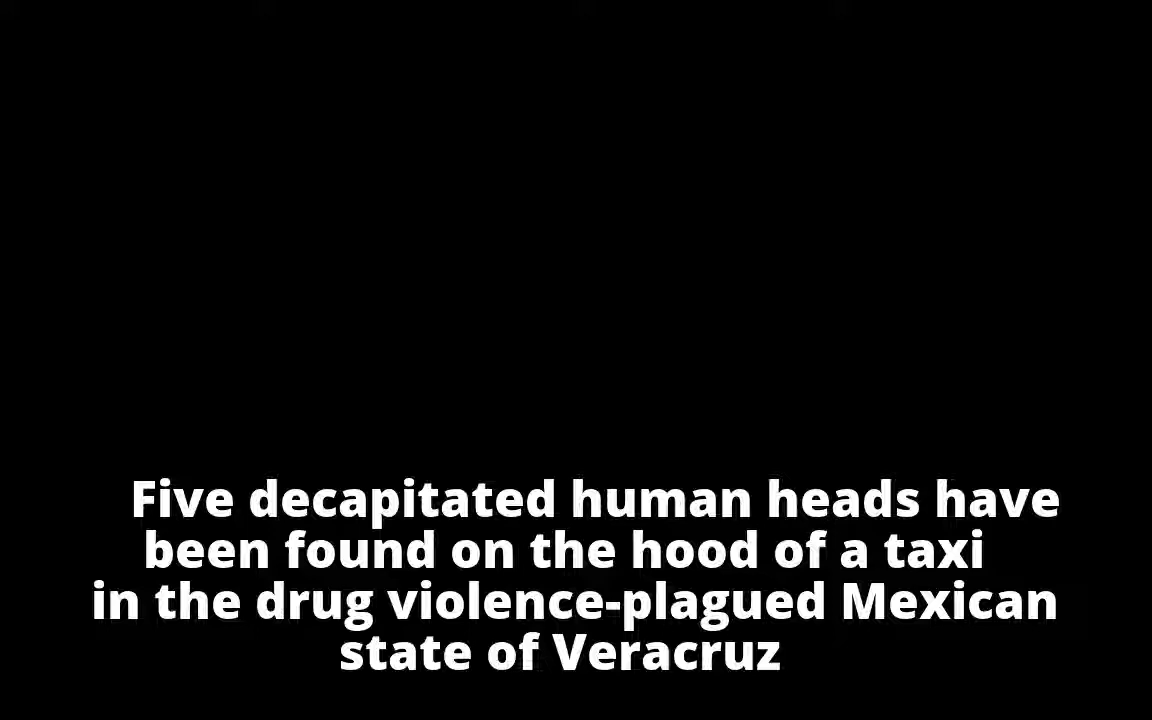 Five decapitated human heads have
been found on the hood of a taxi
in the drug violence-plagued Mexican
state of Veracruz